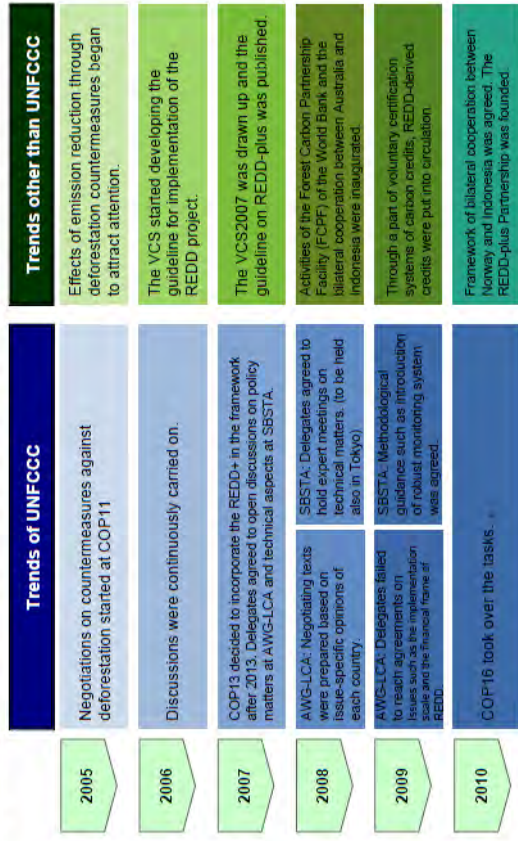 Trends of UNFCCC
Trends other than UNFCCC
2005
Negotiations on countermeasures against
deforestation started at COP11
Effects of emission reduction through
deforestation countermeasures began
to attract attention.
2006
Discussions were continuously carried on.
The VCS started developing the
guideline for implementation of the
REDD project.
2007
COP13 decided to incorporate the REDD+ in the framework
after 2013. Delegates agreed to open discussions on policy
matters at AWG-LCA and technical aspects at SBSTA.
The VCS2007 was drawn up and the
guideline on REDD-plus was published.
2008
AWG-LCA: Negotiating texts
were prepared based on
issue-specific opinions of
each country.
SBSTA: Delegates agreed to
hold expert meetings on
technical matters. (to be held
also in Tokyo)
Activities of the Forest Carbon Partnership
Facility (FCPF) of the World Bank and the
bilateral cooperation between Australia and
Indonesia were inaugurated.
2009
AWG-LCA: Delegates failed
to reach agreements on
Issues such as the implementation
scale and the financial frame of
REDD.
SBSTA: Methodological
guidance such as introduction
of robust monitoring system
was agreed.
Through a part of voluntary certification
systems of carbon credits, REDD-derived
credits were put into circulation.
2010
COP16 took over the tasks.
Framework of bilateral cooperation between
Norway and Indonesia was agreed. The
REDD-plus Partnership was founded.